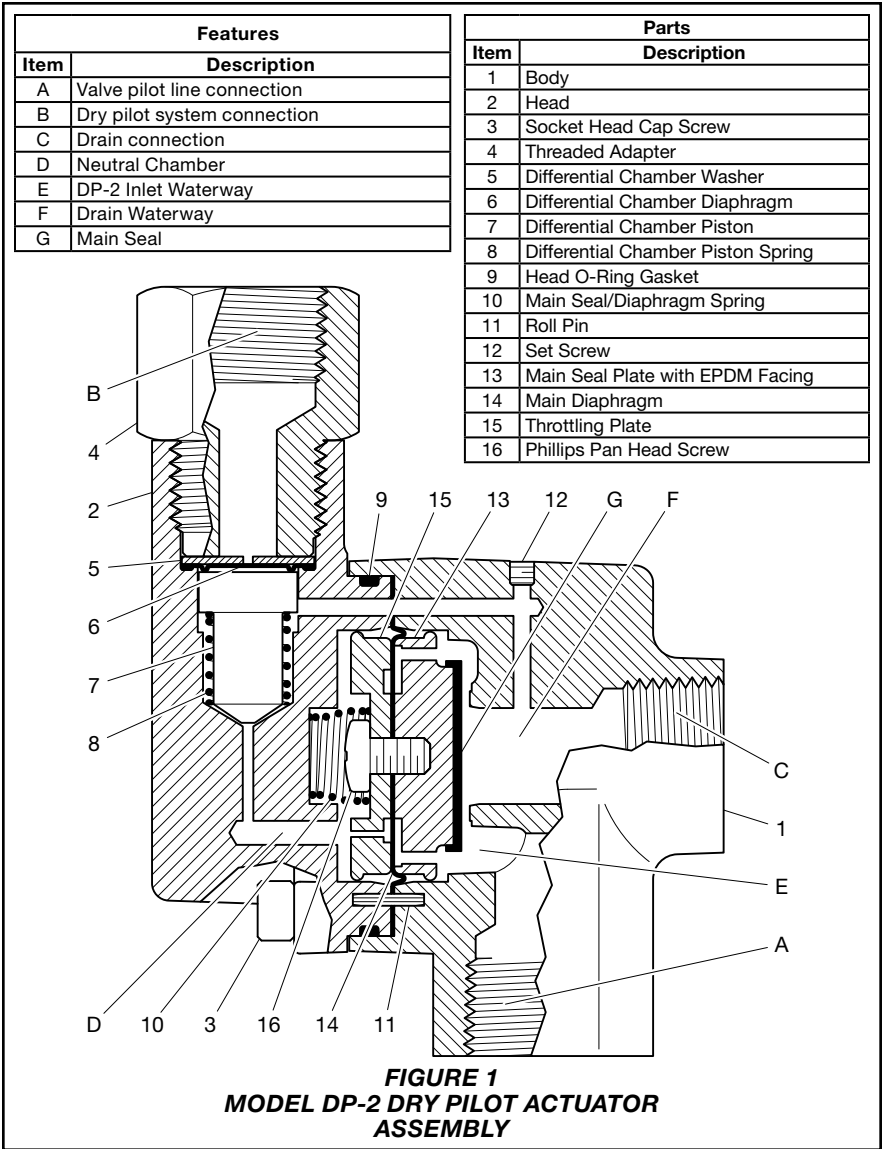 Features
Item Description
A Valve pilot line connection
B Dry pilot system connection
C Drain connection
D Neutral Chamber
E DP-2 Inlet Waterway
F Drain Waterway
G Main Seal
Parts
Item Description
1 Body
2 Head
3 Socket Head Cap Screw
4 Threaded Adapter
5 Differential Chamber Washer
6 Differential Chamber Diaphragm
7 Differential Chamber Piston
8 Differential Chamber Piston Spring
9 Head O-Ring Gasket
10 Main Seal/Diaphragm Spring
11 Roll Pin
12 Set Screw
13 Main Seal Plate with EPDM Facing
14 Main Diaphragm
15 Throttling Plate
16 Phillips Pan Head Screw
B
4
2
9 15 13 12 G F
5
6
7
8
C
1
E
A
D 10 3 16 14 11
FIGURE 1
MODEL DP-2 DRY PILOT ACTUATOR
ASSEMBLY